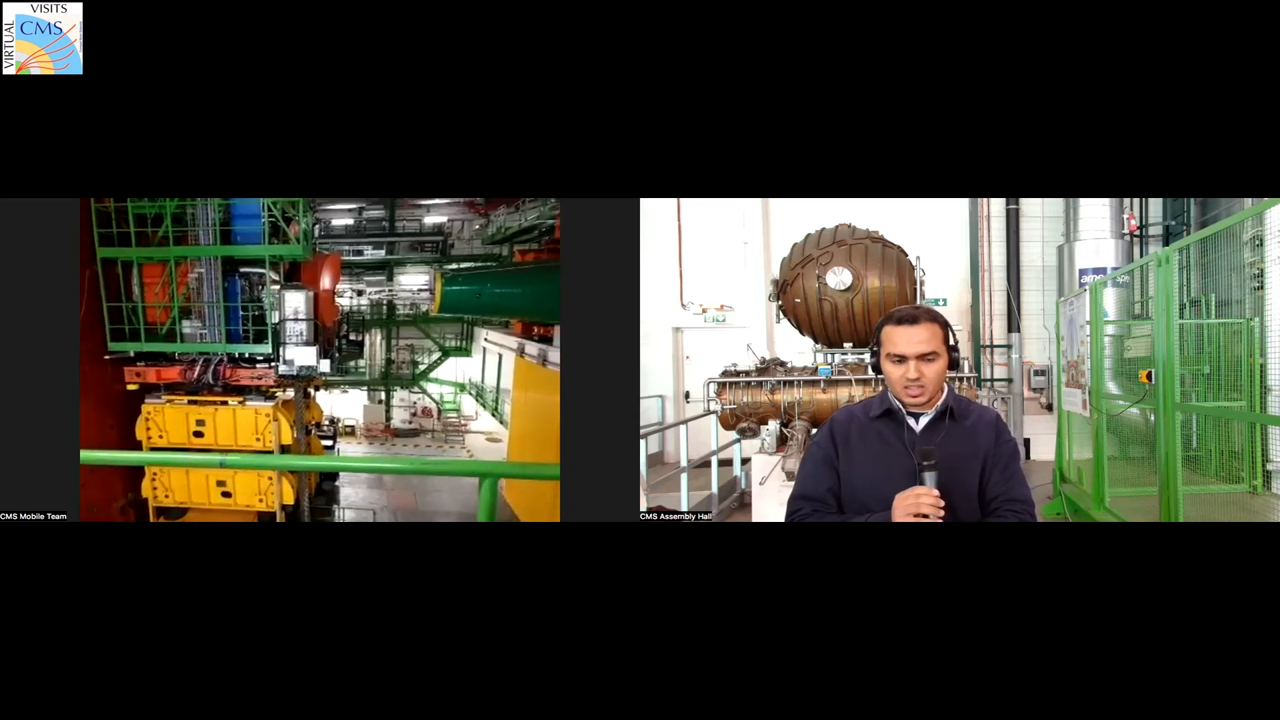 VISITS
CMS
VIRTUAL
CMS Mobile Team
CMS Assembly Hall